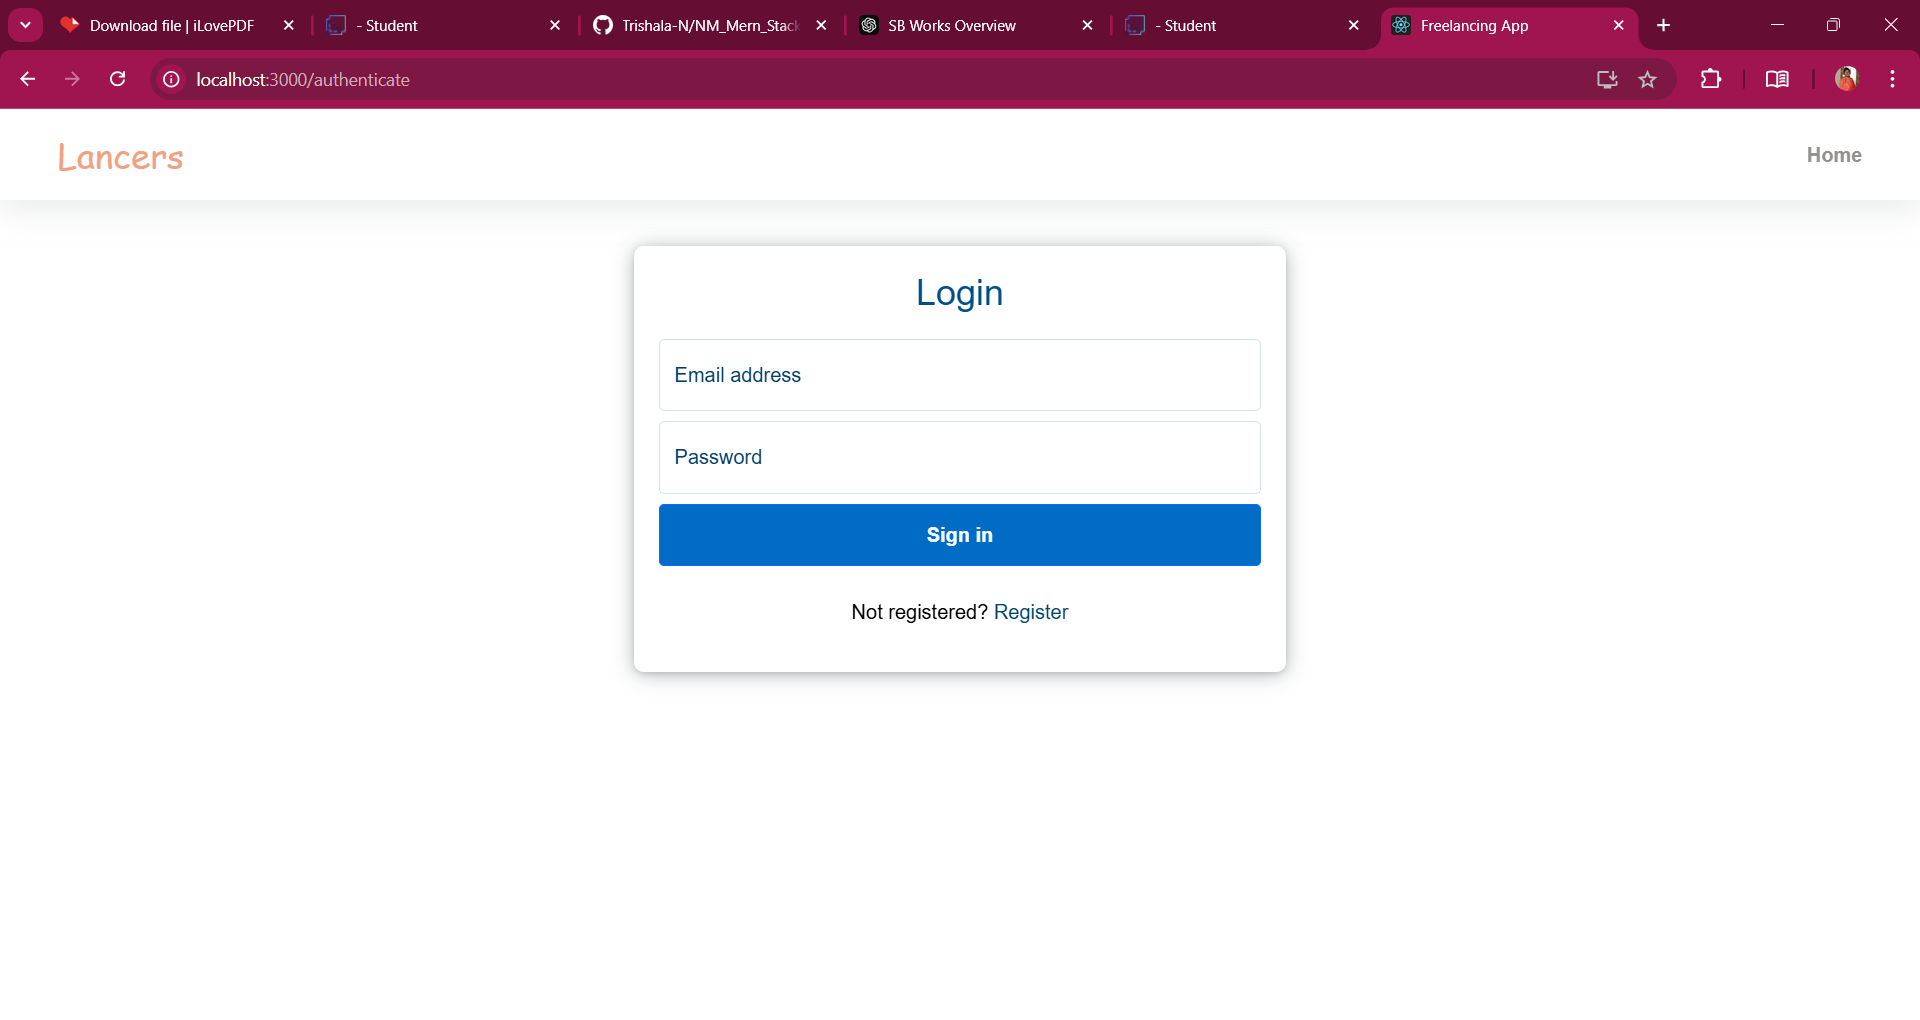 Download file | iLovePDF
- Student
Trishala-N/NM_Mern_Stack
SB Works Overview
- Student
Freelancing App
localhost:3000/authenticate
Lancers
Home
Login
Email address
Password
Sign in
Not registered? Register